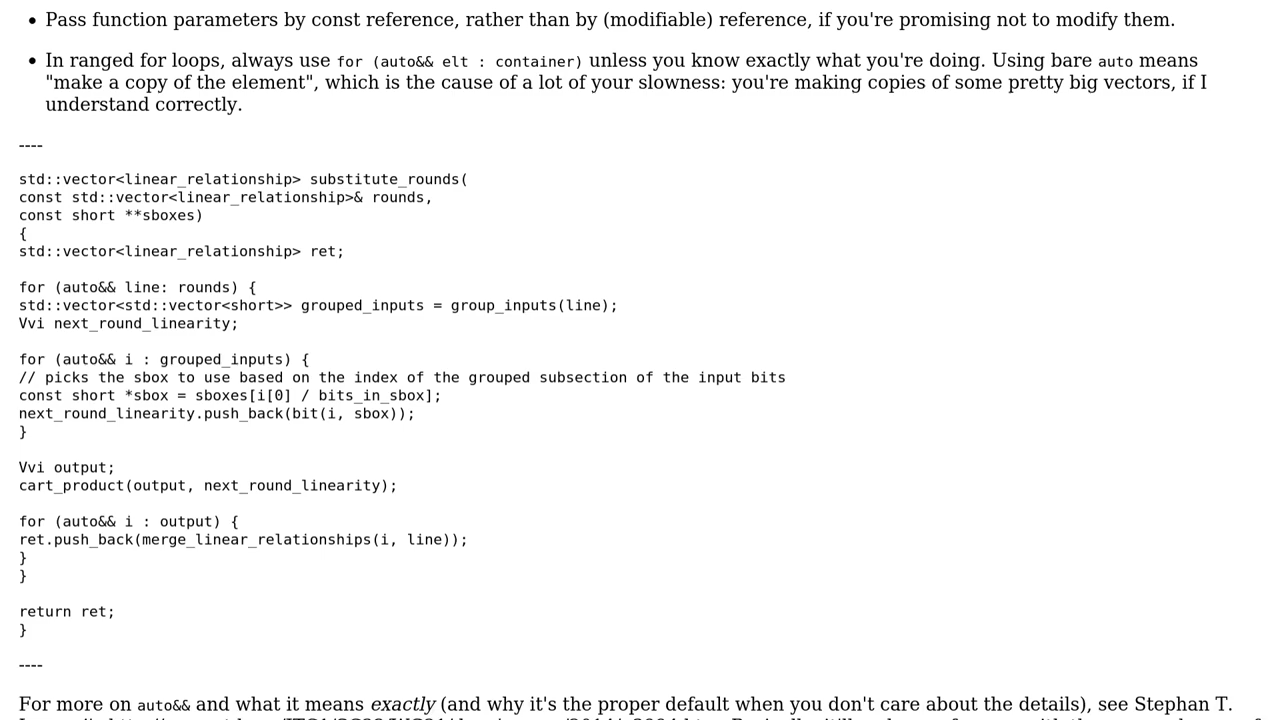 • Pass function parameters by const reference, rather than by (modifiable) reference, if you're promising not to modify them.
• In ranged for loops, always use for (auto&& elt : container) unless you know exactly what you're doing. Using bare auto means
"make a copy of the element", which is the cause of a lot of your slowness: you're making copies of some pretty big vectors, if I
understand correctly.
----
std::vector<linear_relationship> substitute_rounds(
const std::vector<linear_relationship>& rounds,
const short **sboxes)
{
std::vector<linear_relationship> ret;
for (auto&& line: rounds) {
std::vector<std::vector<short>> grouped_inputs = group_inputs(line);
Vvi next_round_linearity;
for (auto&& i : grouped_inputs) {
// picks the sbox to use based on the index of the grouped subsection of the input bits
const short *sbox = sboxes[i[0] / bits_in_sbox];
next_round_linearity.push_back(bit(i, sbox));
}
Vvi output;
cart_product(output, next_round_linearity);
for (auto&& i : output) {
ret.push_back(merge_linear_relationships(i, line));
}
}
return ret;
}
----
For more on auto&& and what it means exactly (and why it's the proper default when you don't care about the details), see Stephan T.